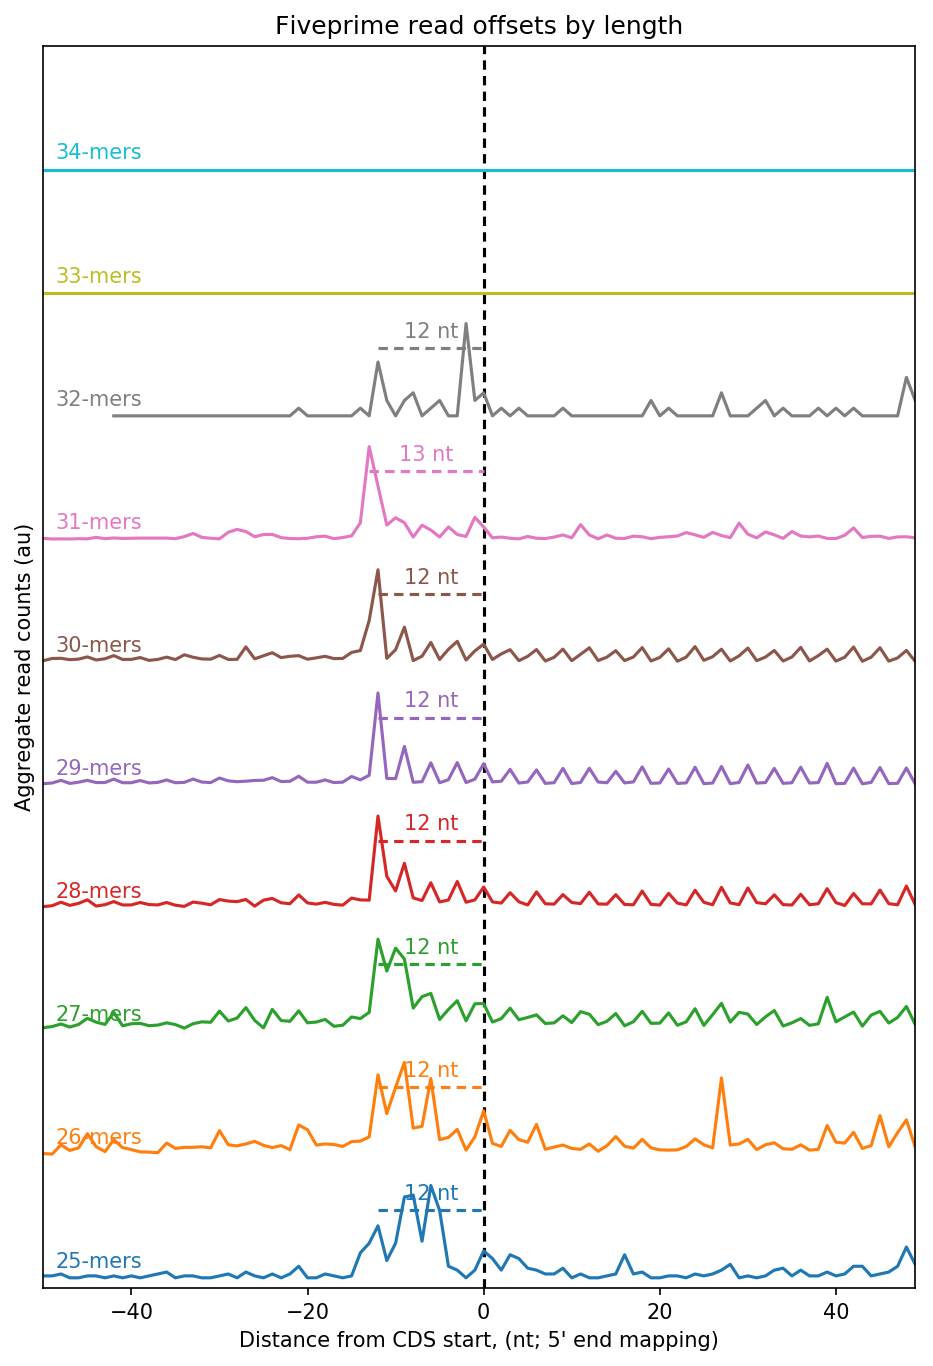 Fiveprime read offsets by length
34-mers
33-mers
12 nt
32-mers
13 nt
31-mers
12 nt
30-mers
12 nt
29-mers
12 nt
28-mers
12 nt
27-mers
12 nt
26-mers
12 nt
25-mers
Aggregate read counts (au)
−40 −20 0 20 40
Distance from CDS start, (nt; 5' end mapping)